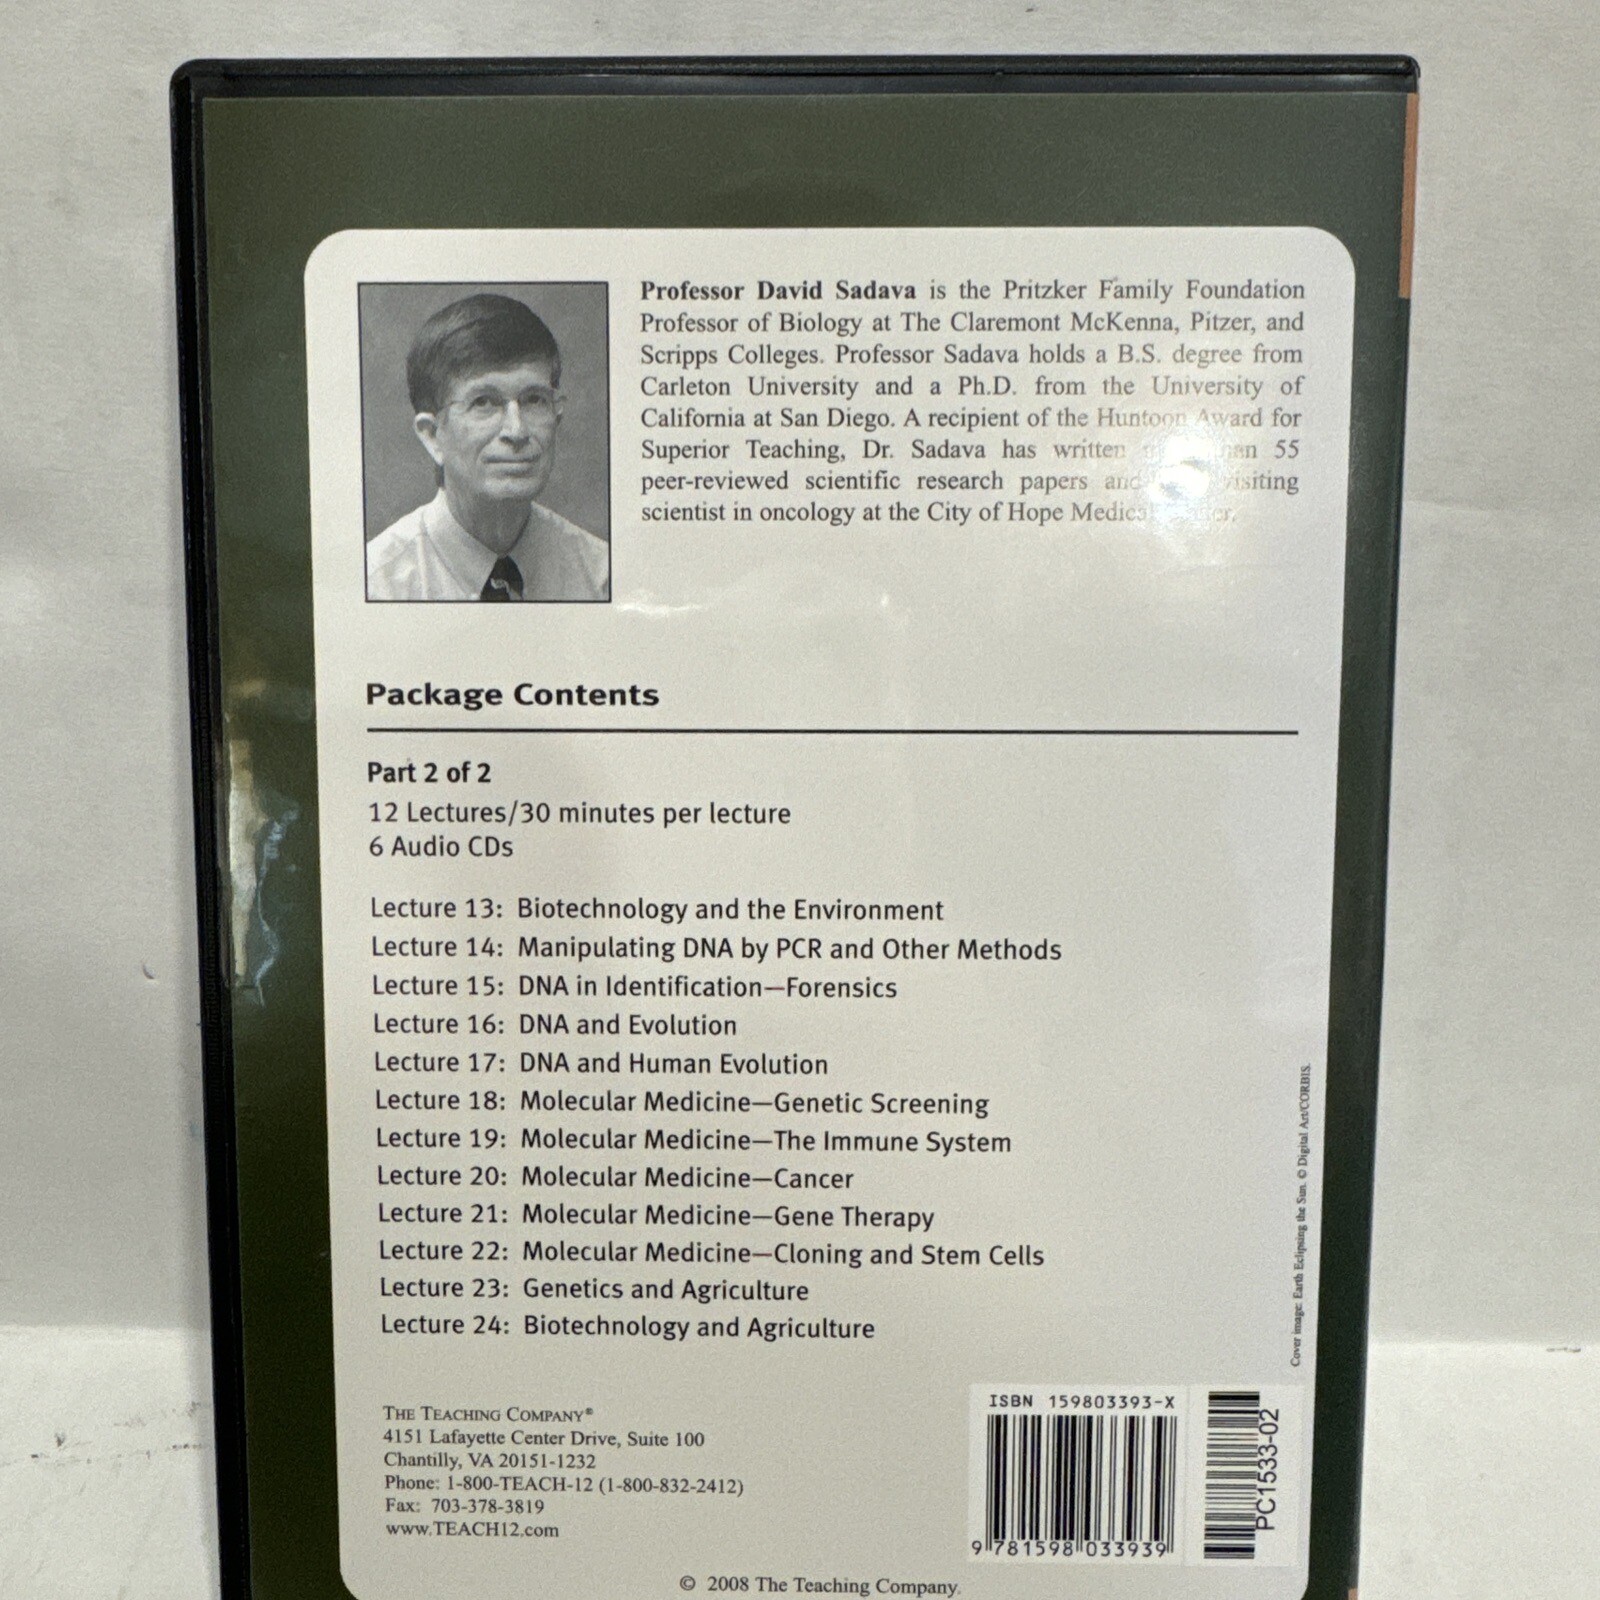 Professor David Sadava is the Pritzker Family Foundation
Professor of Biology at The Claremont McKenna, Pitzer, and
Scripps Colleges. Professor Sadava holds a B.S. degree from
Carleton University and a Ph.D. from the University of
California at San Diego. A recipient of the Huntoon Award for
Superior Teaching, Dr. Sadava has written 55
peer-reviewed scientific research papers and visiting
scientist in oncology at the City of Hope Medical
Package Contents
Part 2 of 2
12 Lectures/30 minutes per lecture
6 Audio CDs
Lecture 13: Biotechnology and the Environment
Lecture 14: Manipulating DNA by PCR and Other Methods
Lecture 15: DNA in Identification—Forensics
Lecture 16: DNA and Evolution
Lecture 17: DNA and Human Evolution
Lecture 18: Molecular Medicine—Genetic Screening
Lecture 19: Molecular Medicine—The Immune System
Lecture 20: Molecular Medicine—Cancer
Lecture 21: Molecular Medicine—Gene Therapy
Lecture 22: Molecular Medicine—Cloning and Stem Cells
Lecture 23: Genetics and Agriculture
Lecture 24: Biotechnology and Agriculture
Cover image: Earth Eclipsing the Sun. © Digital Art/CORBIS.
THE TEACHING COMPANY®
4151 Lafayette Center Drive, Suite 100
Chantilly, VA 20151-1232
Phone: 1-800-TEACH-12 (1-800-832-2412)
Fax: 703-378-3819
www.TEACH12.com
ISBN 159803393-X
9 781598 033939
PC1533-02
© 2008 The Teaching Company.